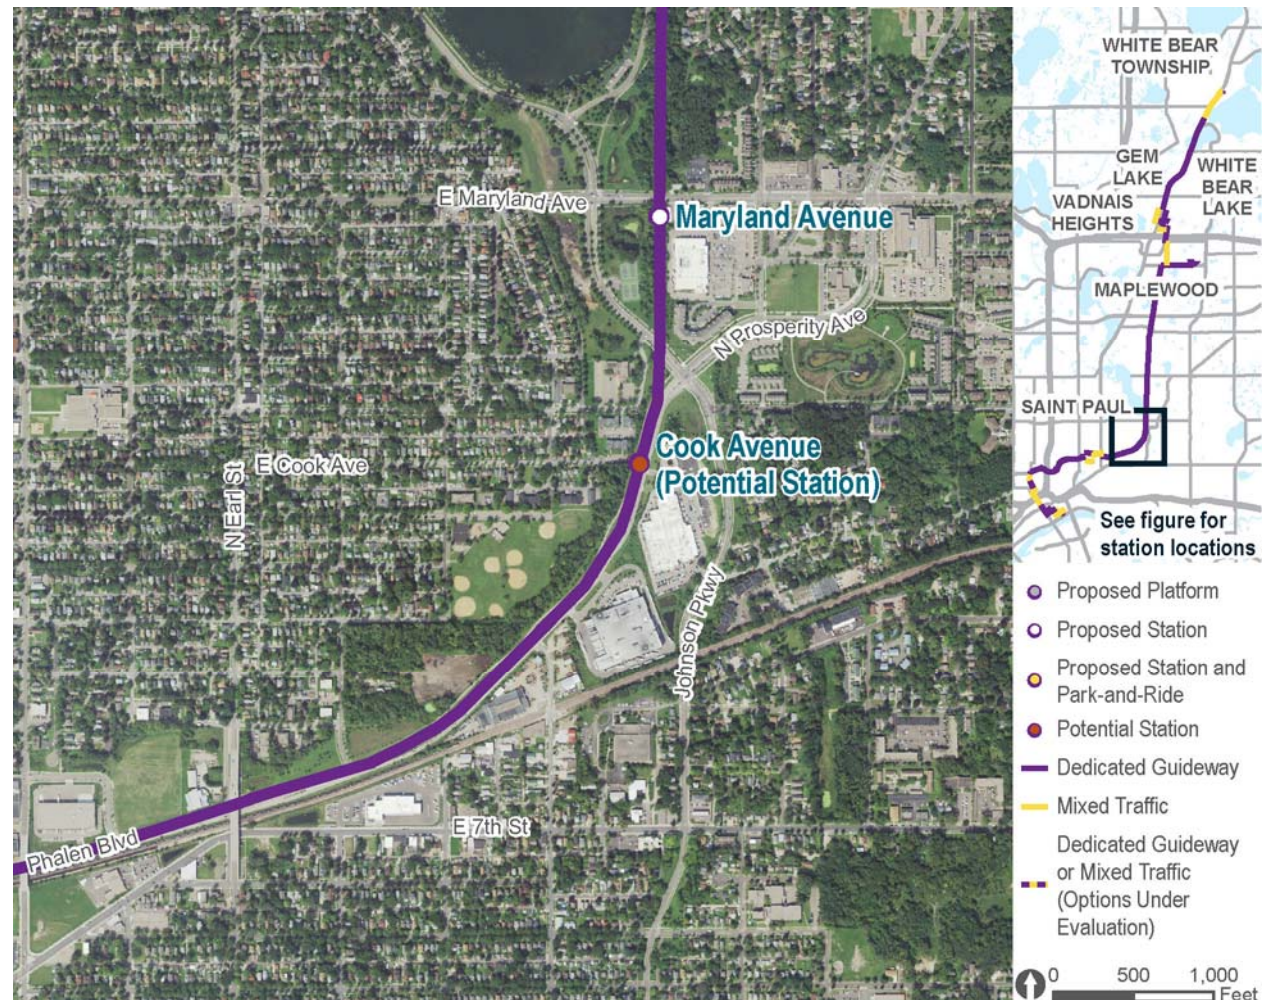 E Maryland Ave
Maryland Avenue
N Prosperity Ave
Cook Avenue
(Potential Station)
E Cook Ave
N Earl St
Johnson Pkwy
E 7th St
Phalen Blvd
WHITE BEAR
TOWNSHIP
GEM
LAKE
WHITE
BEAR
LAKE
VADNAIS
HEIGHTS
MAPLEWOOD
SAINT PAUL
See figure for
station locations
Proposed Platform
Proposed Station
Proposed Station and
Park-and-Ride
Potential Station
Dedicated Guideway
Mixed Traffic
Dedicated Guideway
or Mixed Traffic
(Options Under
Evaluation)
0 500 1,000
Feet